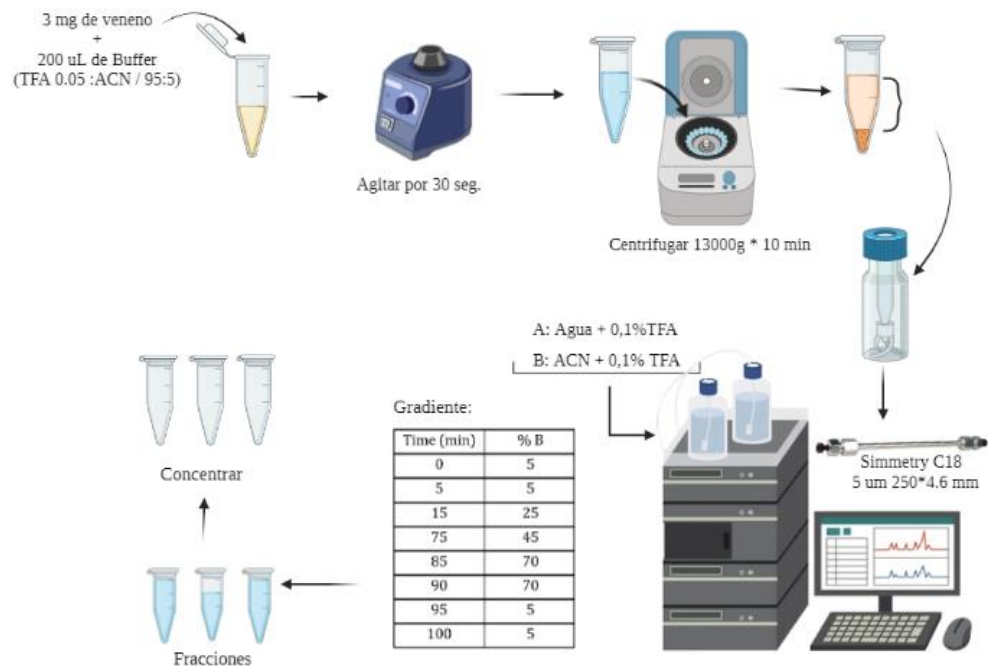 3 mg de veneno
+
200 uL de Buffer
(TFA 0.05 :ACN / 95:5)
Agitar por 30 seg.
Centrifugar 13000g * 10 min
A: Agua + 0,1%TFA
B: ACN + 0,1% TFA
Simmetry C18
5 um 250*4.6 mm
Gradiente:
Time (min) % B
0 5
5 5
15 25
75 45
85 70
90 70
95 5
100 5
Fracciones
Concentrar